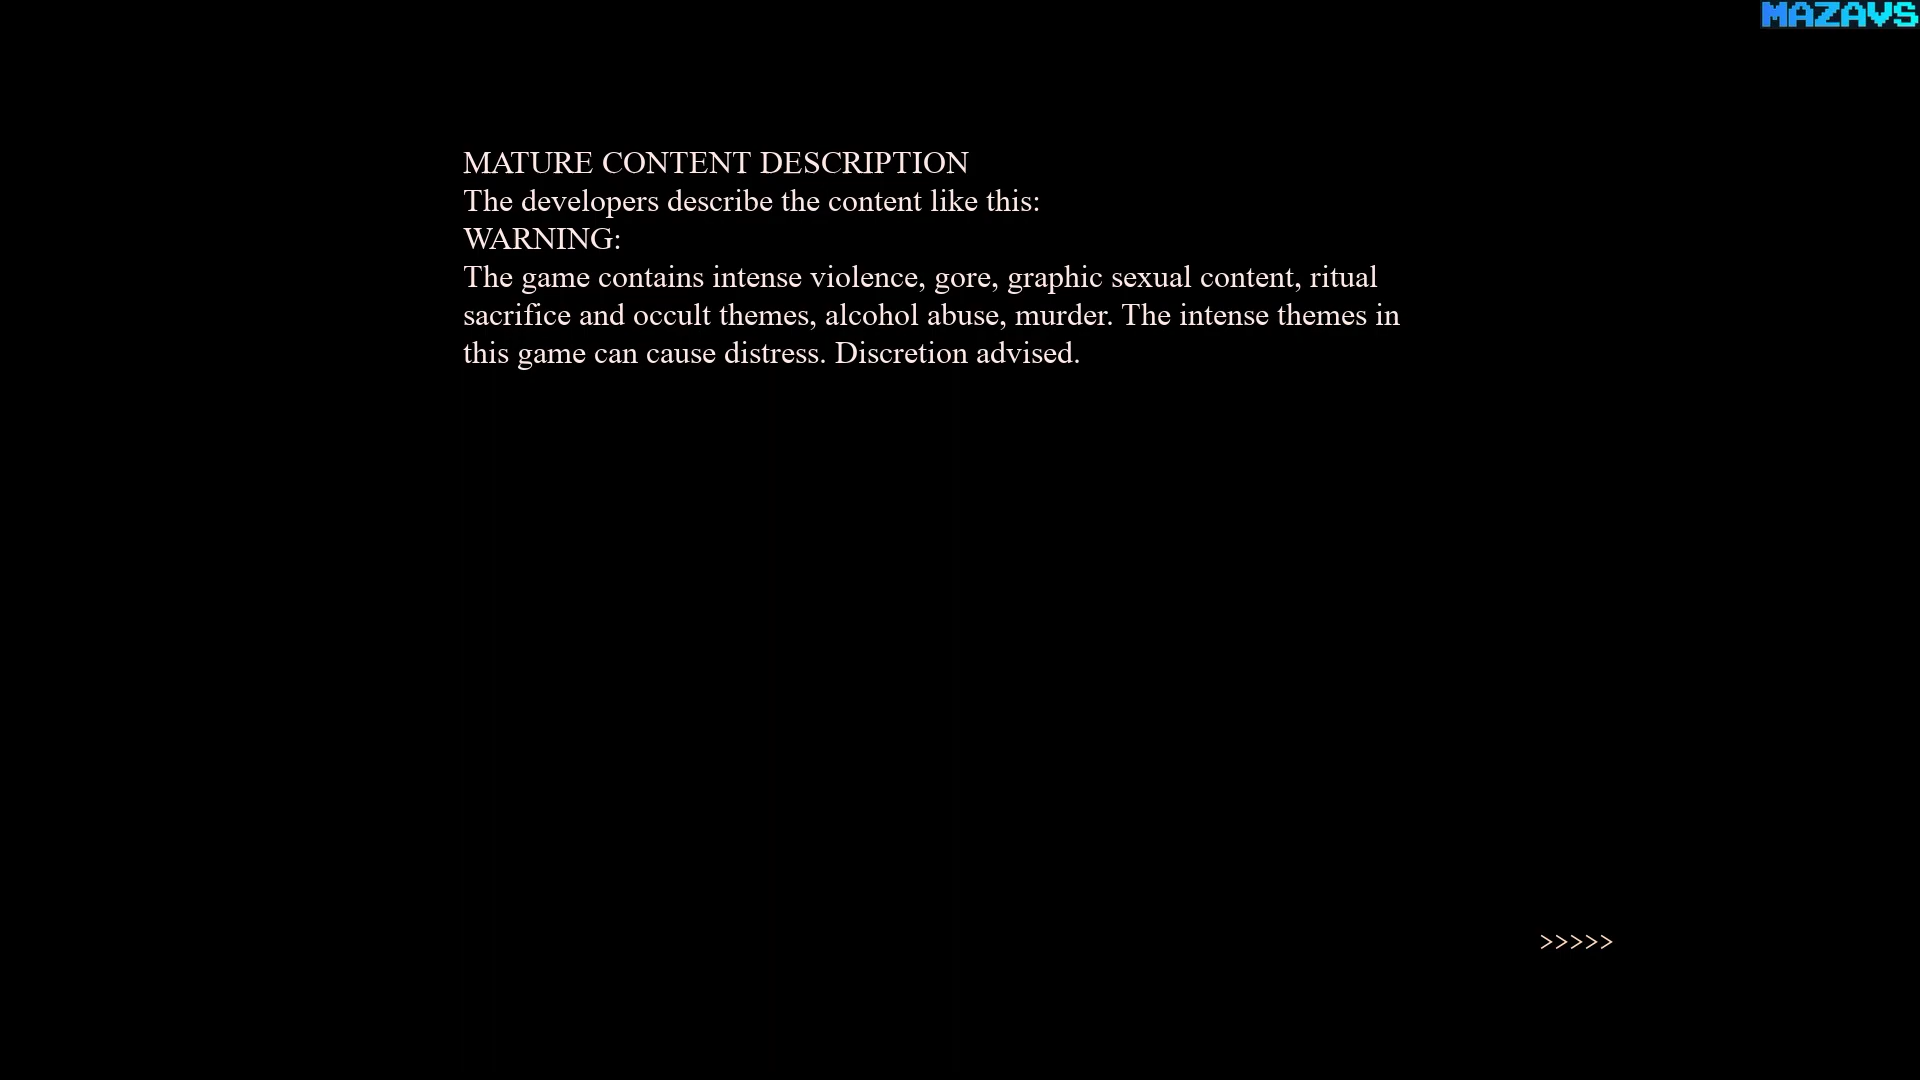 MAZAVS
MATURE CONTENT DESCRIPTION
The developers describe the content like this:
WARNING:
The game contains intense violence, gore, graphic sexual content, ritual
sacrifice and occult themes, alcohol abuse, murder. The intense themes in
this game can cause distress. Discretion advised.
>>>>>